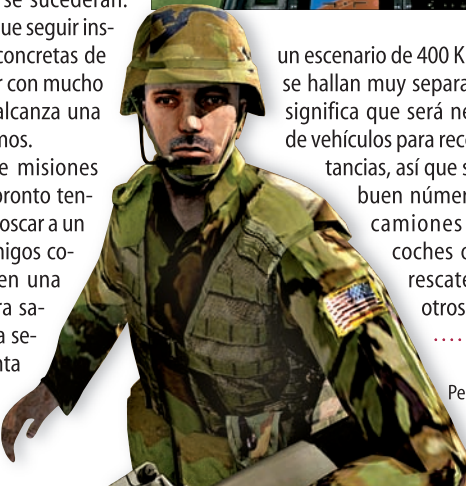 se sucederán.
que seguir ins-
concretas de
r con mucho
alcanza una
mos.
e misiones
pronto ten-
oscar a un
migos co-
en una
ra sa-
a se-
nta
un escenario de 400 K
se hallan muy separa
significa que será ne
de vehículos para reco
tancias, así que s
buen númer
camiones
coches d
rescate
otros
.....
Pe